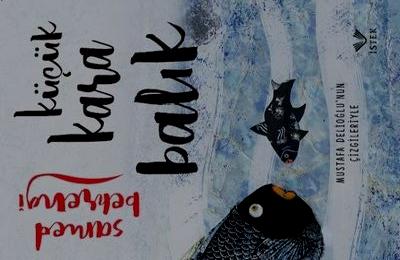 küçük
kara
balık
samed
behrengi
MUSTAFA DELİOĞLU'NUN
ÇİZGİLERİYLE
İSTEK